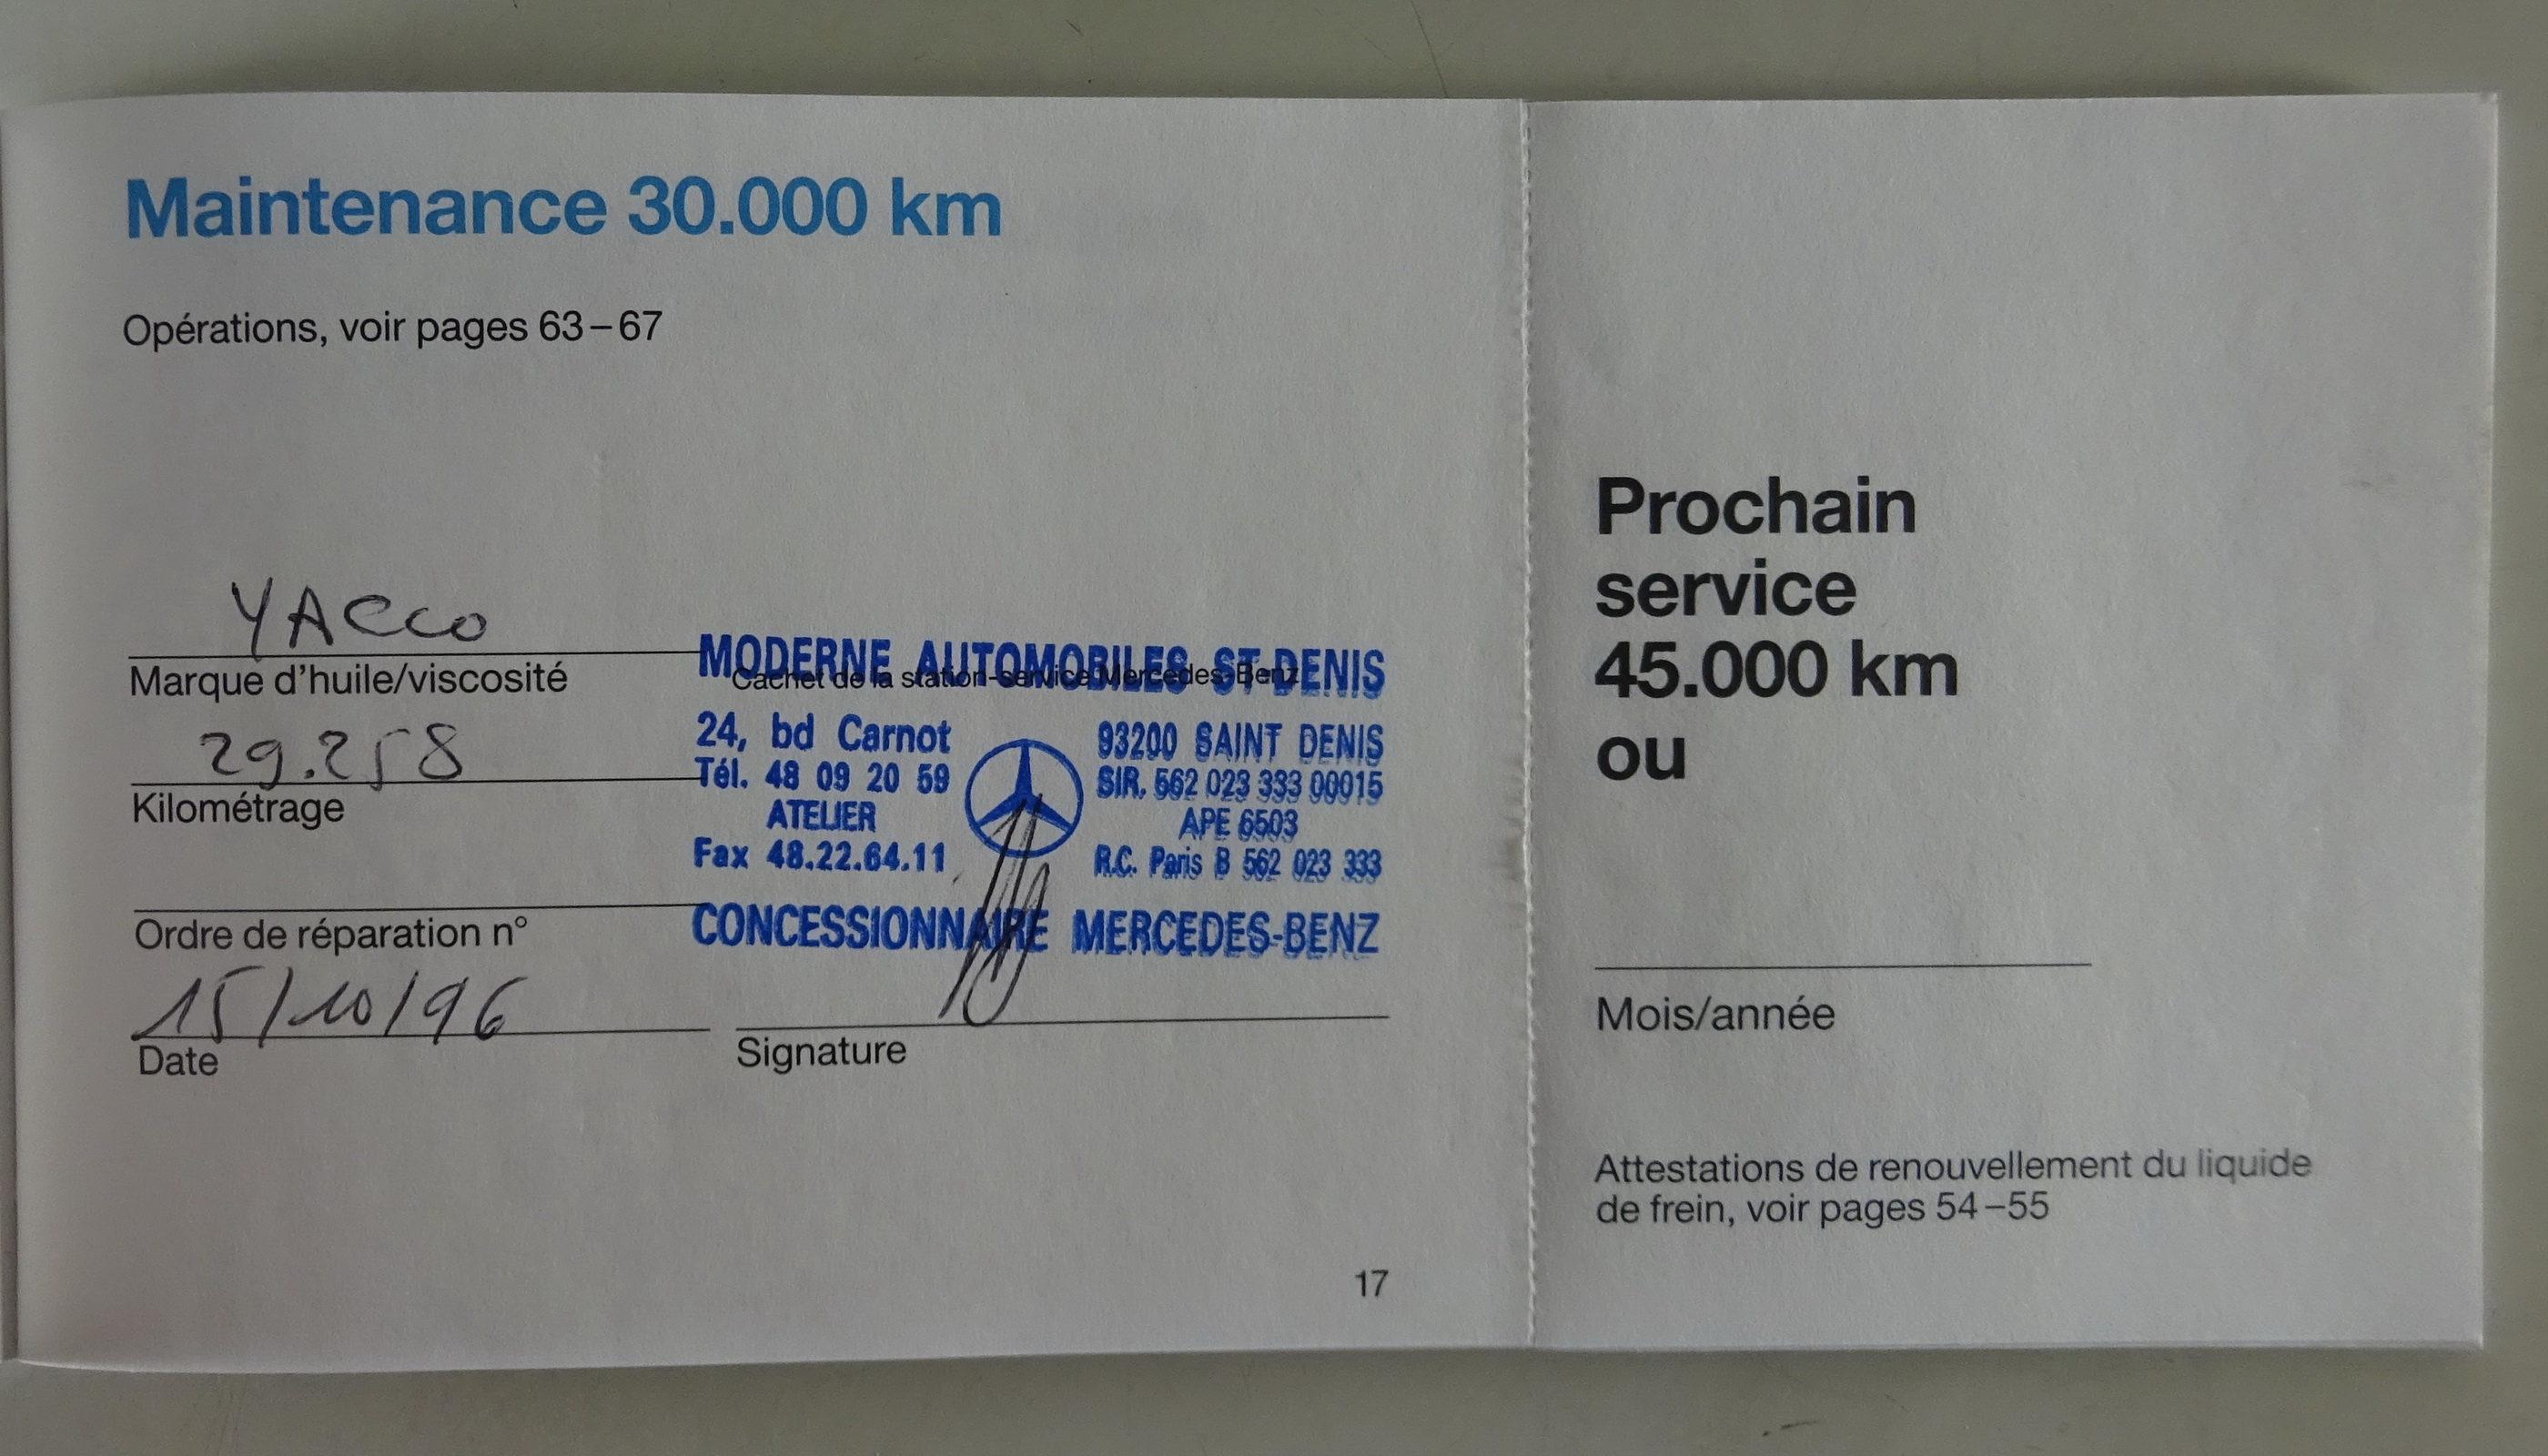 Maintenance 30.000 km
Opérations, voir pages 63–67
YAcco
Marque d'huile/viscosité
29.258
Kilométrage
Ordre de réparation n°
15/10/96
Date
MODERNE AUTOMOBILES ST-DENIS
Cachet de la station-service Mercedes-Benz
24, bd Carnot
Tél. 48 09 20 59
ATELIER
Fax 48.22.64.11
93200 SAINT DENIS
SIR. 562 023 333 00015
APE 6503
R.C. Paris B 562 023 333
CONCESSIONNAIRE MERCEDES-BENZ
Signature
17
Prochain
service
45.000 km
ou
Mois/année
Attestations de renouvellement du liquide
de frein, voir pages 54–55